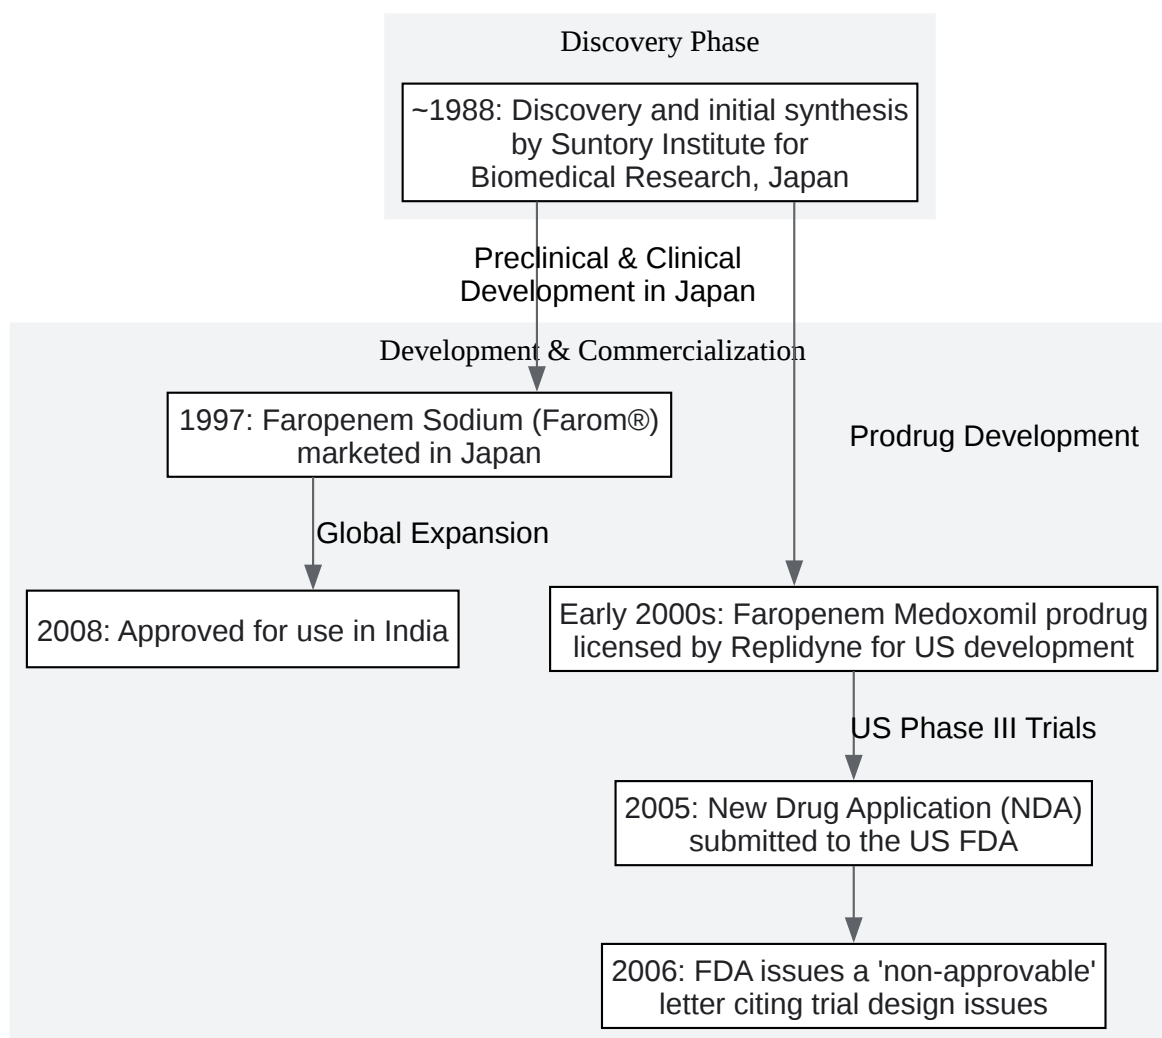 Discovery Phase
~1988: Discovery and initial synthesis
by Suntory Institute for
Biomedical Research, Japan
Preclinical & Clinical
Development in Japan
Development & Commercialization
1997: Faropenem Sodium (Farom®)
marketed in Japan
Prodrug Development
Global Expansion
2008: Approved for use in India
Early 2000s: Faropenem Medoxomil prodrug
licensed by Replidyne for US development
US Phase III Trials
2005: New Drug Application (NDA)
submitted to the US FDA
2006: FDA issues a 'non-approvable'
letter citing trial design issues